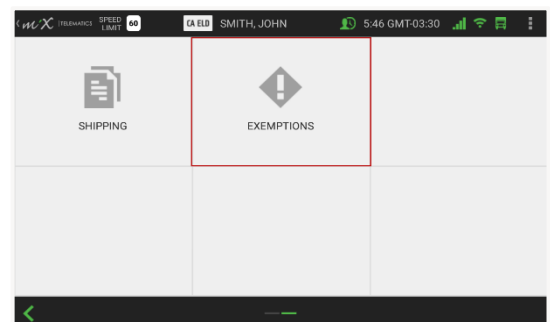 miX TELEMATICS SPEED LIMIT 60 CA ELD SMITH, JOHN 5:46 GMT-03:30
SHIPPING EXEMPTIONS